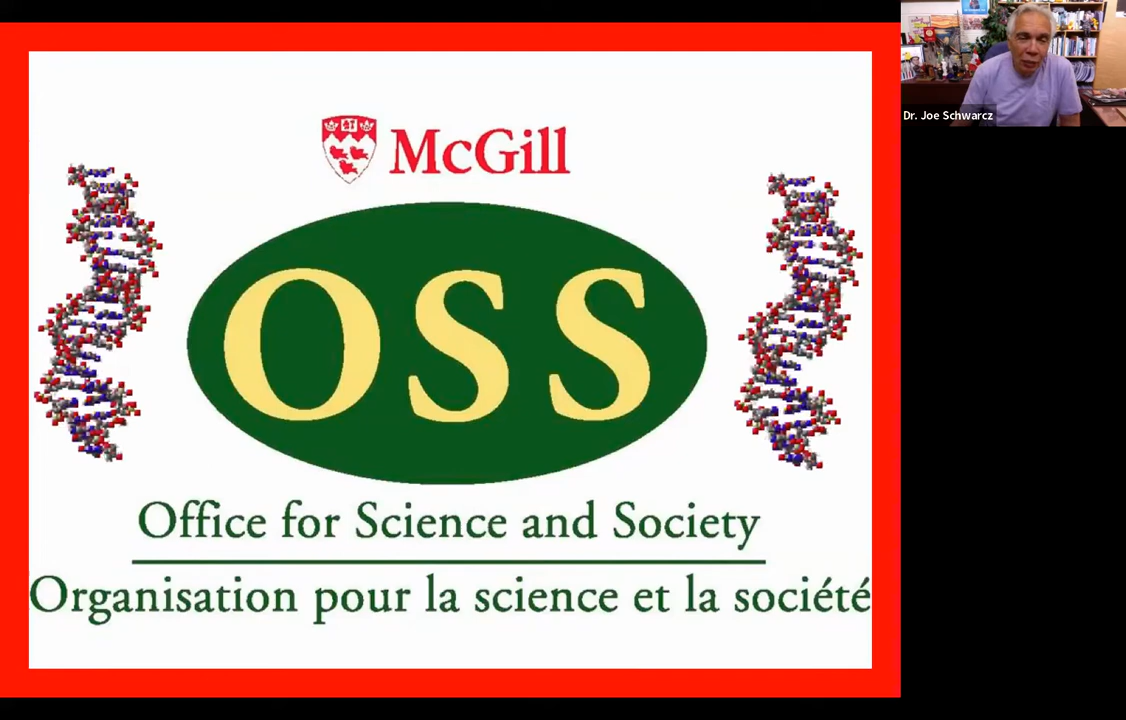 McGill
OSS
Office for Science and Society
Organisation pour la science et la société
Dr. Joe Schwarcz